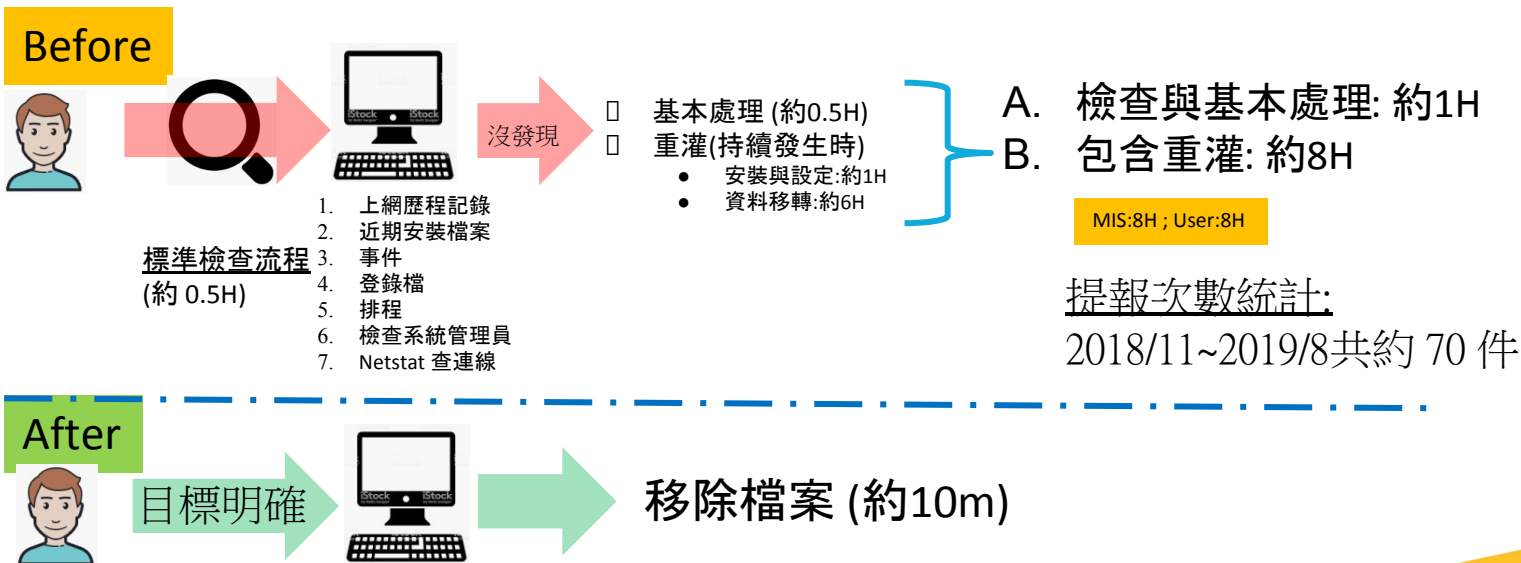 Before
沒發現
基本處理 (約0.5H)
重灌(持續發生時)
● 安裝與設定:約1H
● 資料移轉:約6H
A. 檢查與基本處理: 約1H
B. 包含重灌: 約8H
MIS:8H ; User:8H
提報次數統計:
2018/11~2019/8共約 70 件
iStock
iStock
標準檢查流程
(約 0.5H)
1. 上網歷程記錄
2. 近期安裝檔案
3. 事件
4. 登錄檔
5. 排程
6. 檢查系統管理員
7. Netstat 查連線
After
目標明確
iStock
iStock
移除檔案 (約10m)